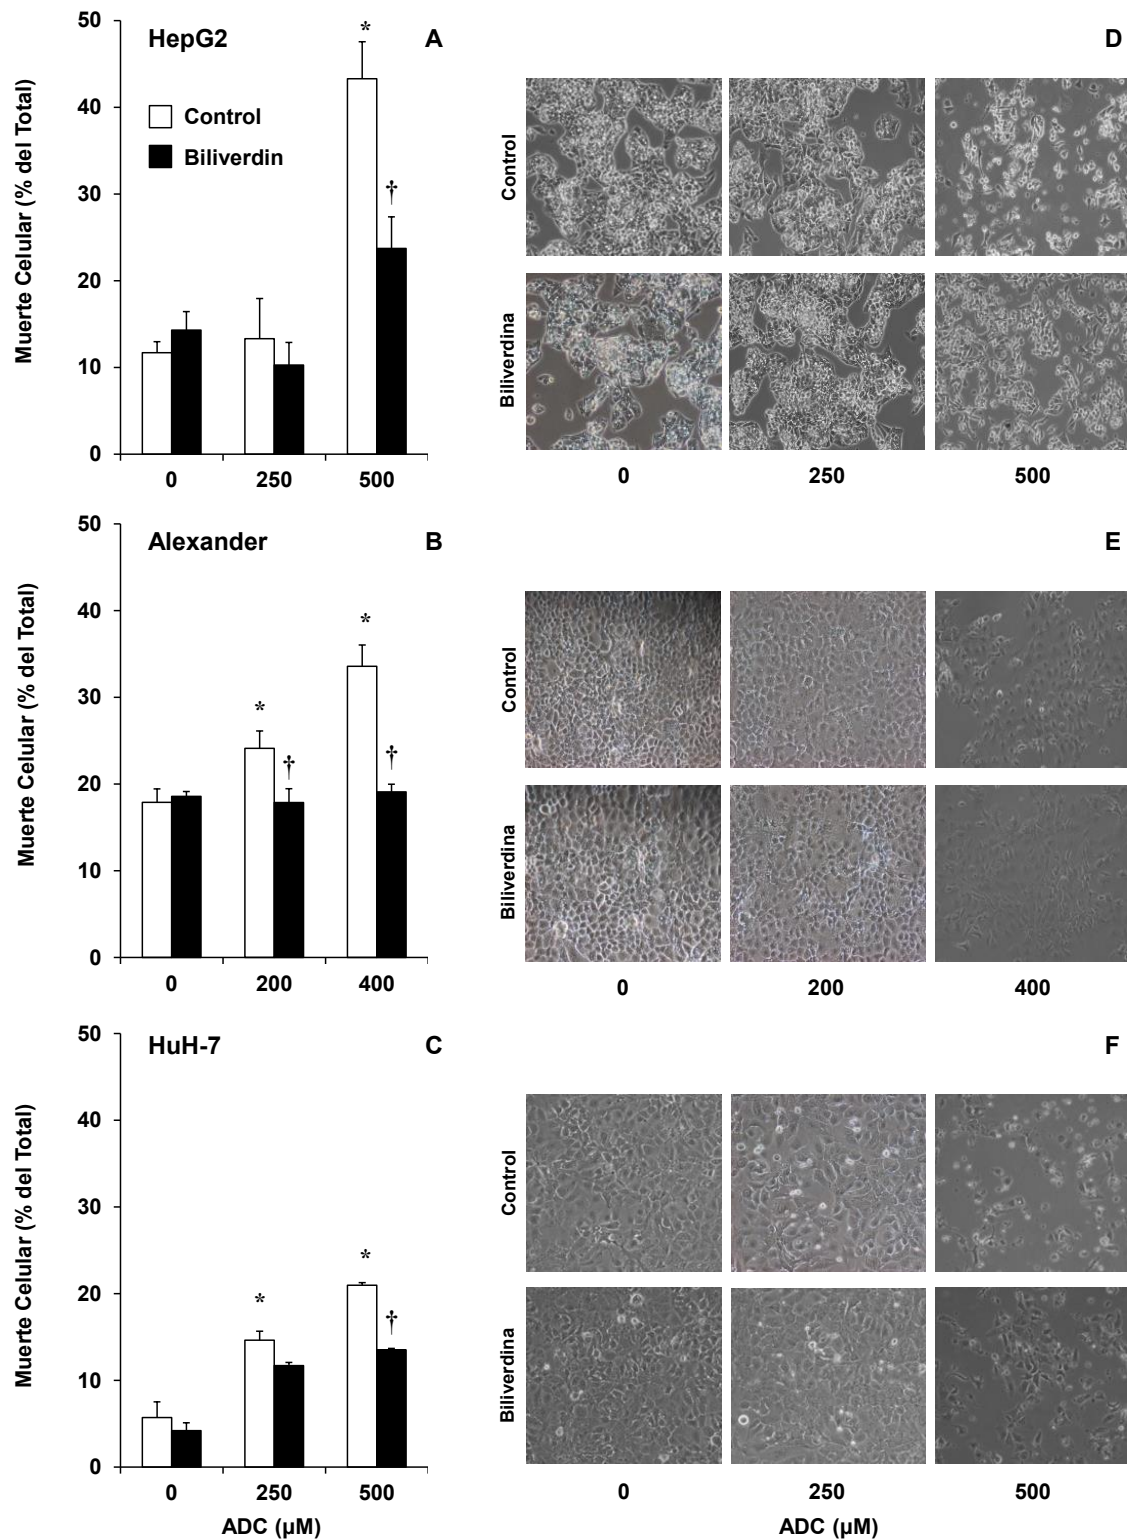 HepG2
A
Control
Biliverdin
Muerte Celular (% del Total)
50
40
30
20
10
0
*
†
0 250 500
D
Control
Biliverdina
0 250 500
Alexander
B
Muerte Celular (% del Total)
50
40
30
20
10
0
*
†
*
†
0 200 400
E
Control
Biliverdina
0 200 400
HuH-7
C
Muerte Celular (% del Total)
50
40
30
20
10
0
*
*
†
0 250 500
ADC (µM)
F
Control
Biliverdina
0 250 500
ADC (µM)